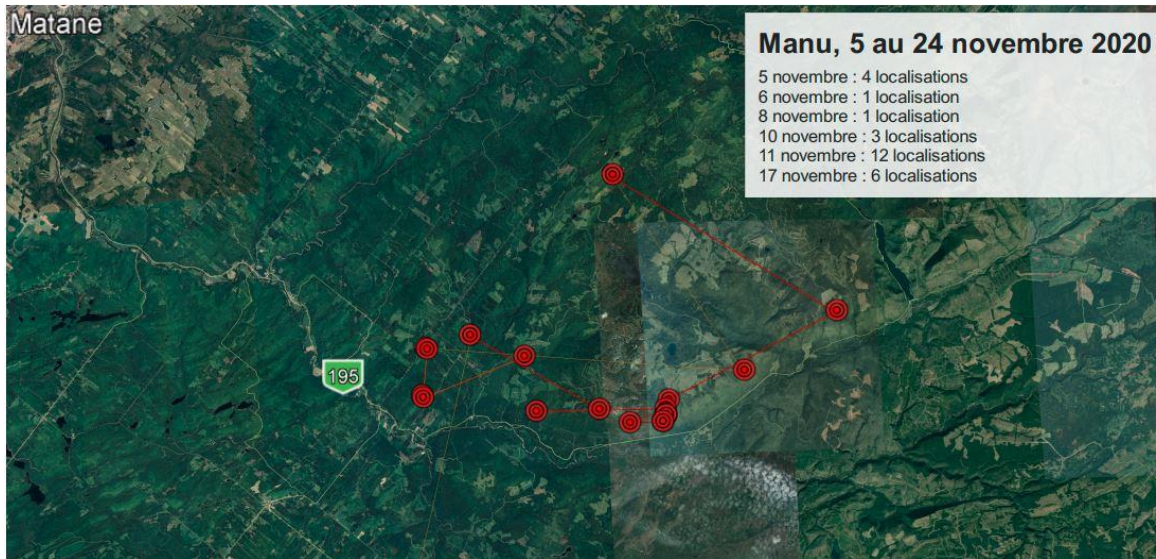 Matane
Manu, 5 au 24 novembre 2020
5 novembre : 4 localisations
6 novembre : 1 localisation
8 novembre : 1 localisation
10 novembre : 3 localisations
11 novembre : 12 localisations
17 novembre : 6 localisations
195